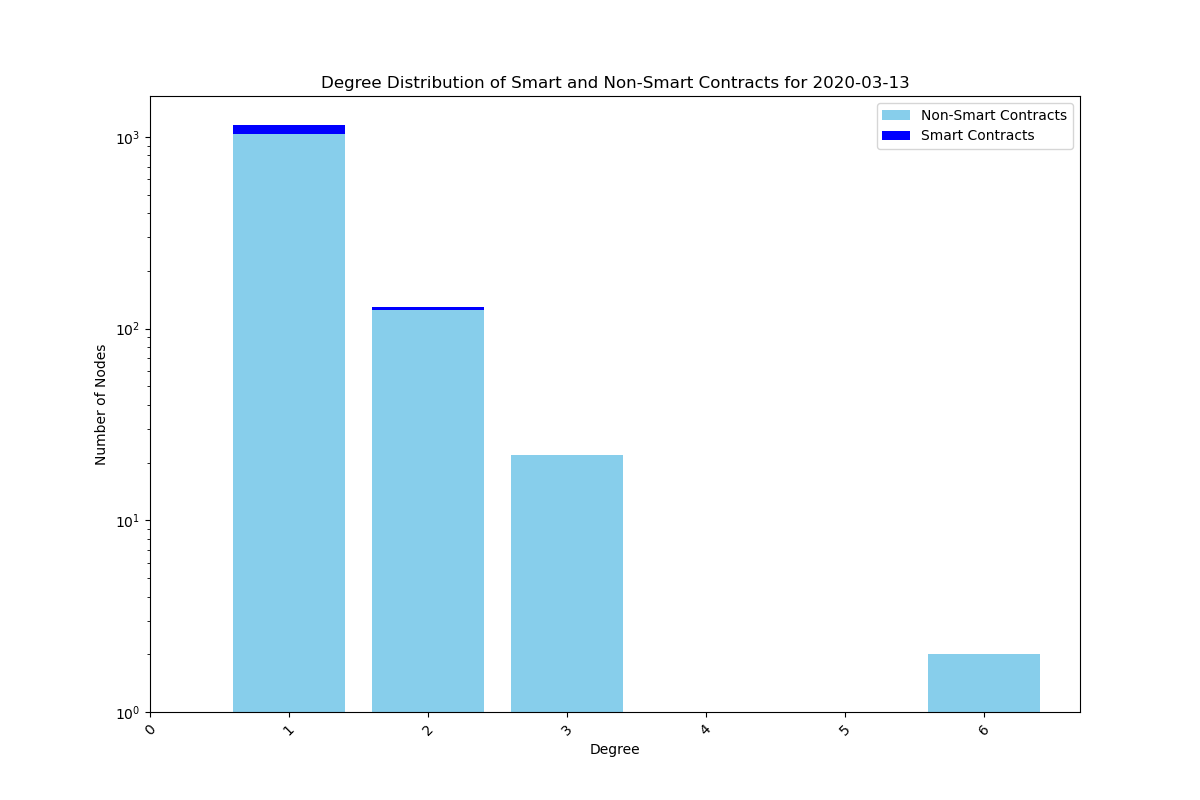 Degree Distribution of Smart and Non-Smart Contracts for 2020-03-13
Non-Smart Contracts
Smart Contracts
Number of Nodes
10³
10²
10¹
10⁰
0 1 2 3 4 5 6
Degree